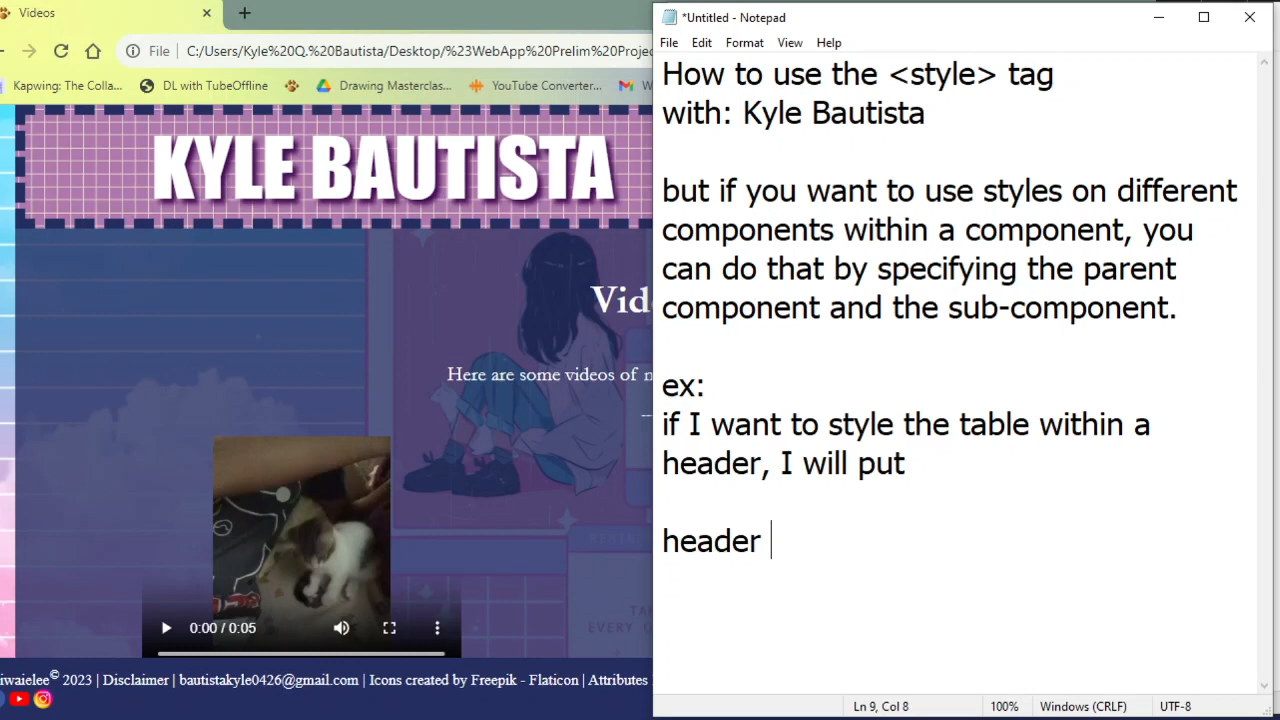 Videos
File
C:/Users/Kyle%20Q.%20Bautista/Desktop/%23WebApp%20Prelim%20Projec
Kapwing: The Colla...
DL with TubeOffline
Drawing Masterclas...
YouTube Converter...
KYLE BAUTISTA
Vid
Here are some videos of
0:00 / 0:05
iwaielee© 2023 | Disclaimer | bautistakyle0426@gmail.com | Icons created by Freepik - Flaticon | Attributes
*Untitled - Notepad
File Edit Format View Help
How to use the <style> tag
with: Kyle Bautista
but if you want to use styles on different
components within a component, you
can do that by specifying the parent
component and the sub-component.
ex:
if I want to style the table within a
header, I will put
header
Ln 9, Col 8
100%
Windows (CRLF)
UTF-8